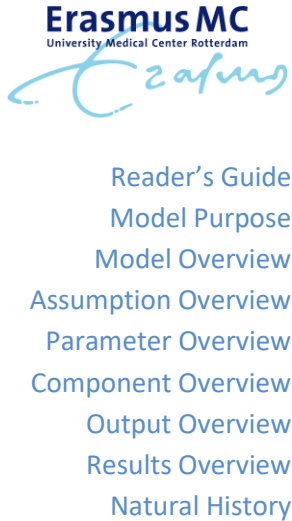 Erasmus MC
University Medical Center Rotterdam
Erasmus
Reader's Guide
Model Purpose
Model Overview
Assumption Overview
Parameter Overview
Component Overview
Output Overview
Results Overview
Natural History